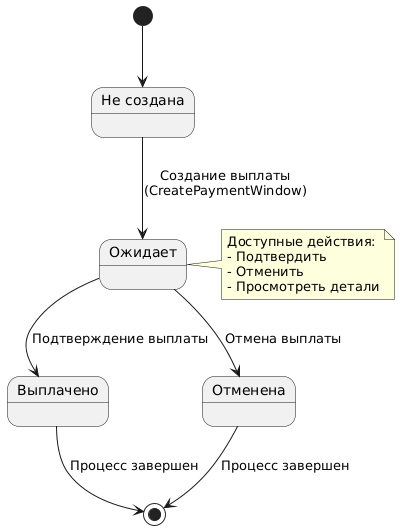 Не создана
Создание выплаты
(CreatePaymentWindow)
Ожидает
Доступные действия:
- Подтвердить
- Отменить
- Просмотреть детали
Подтверждение выплаты
Отмена выплаты
Выплачено
Отменена
Процесс завершен
Процесс завершен